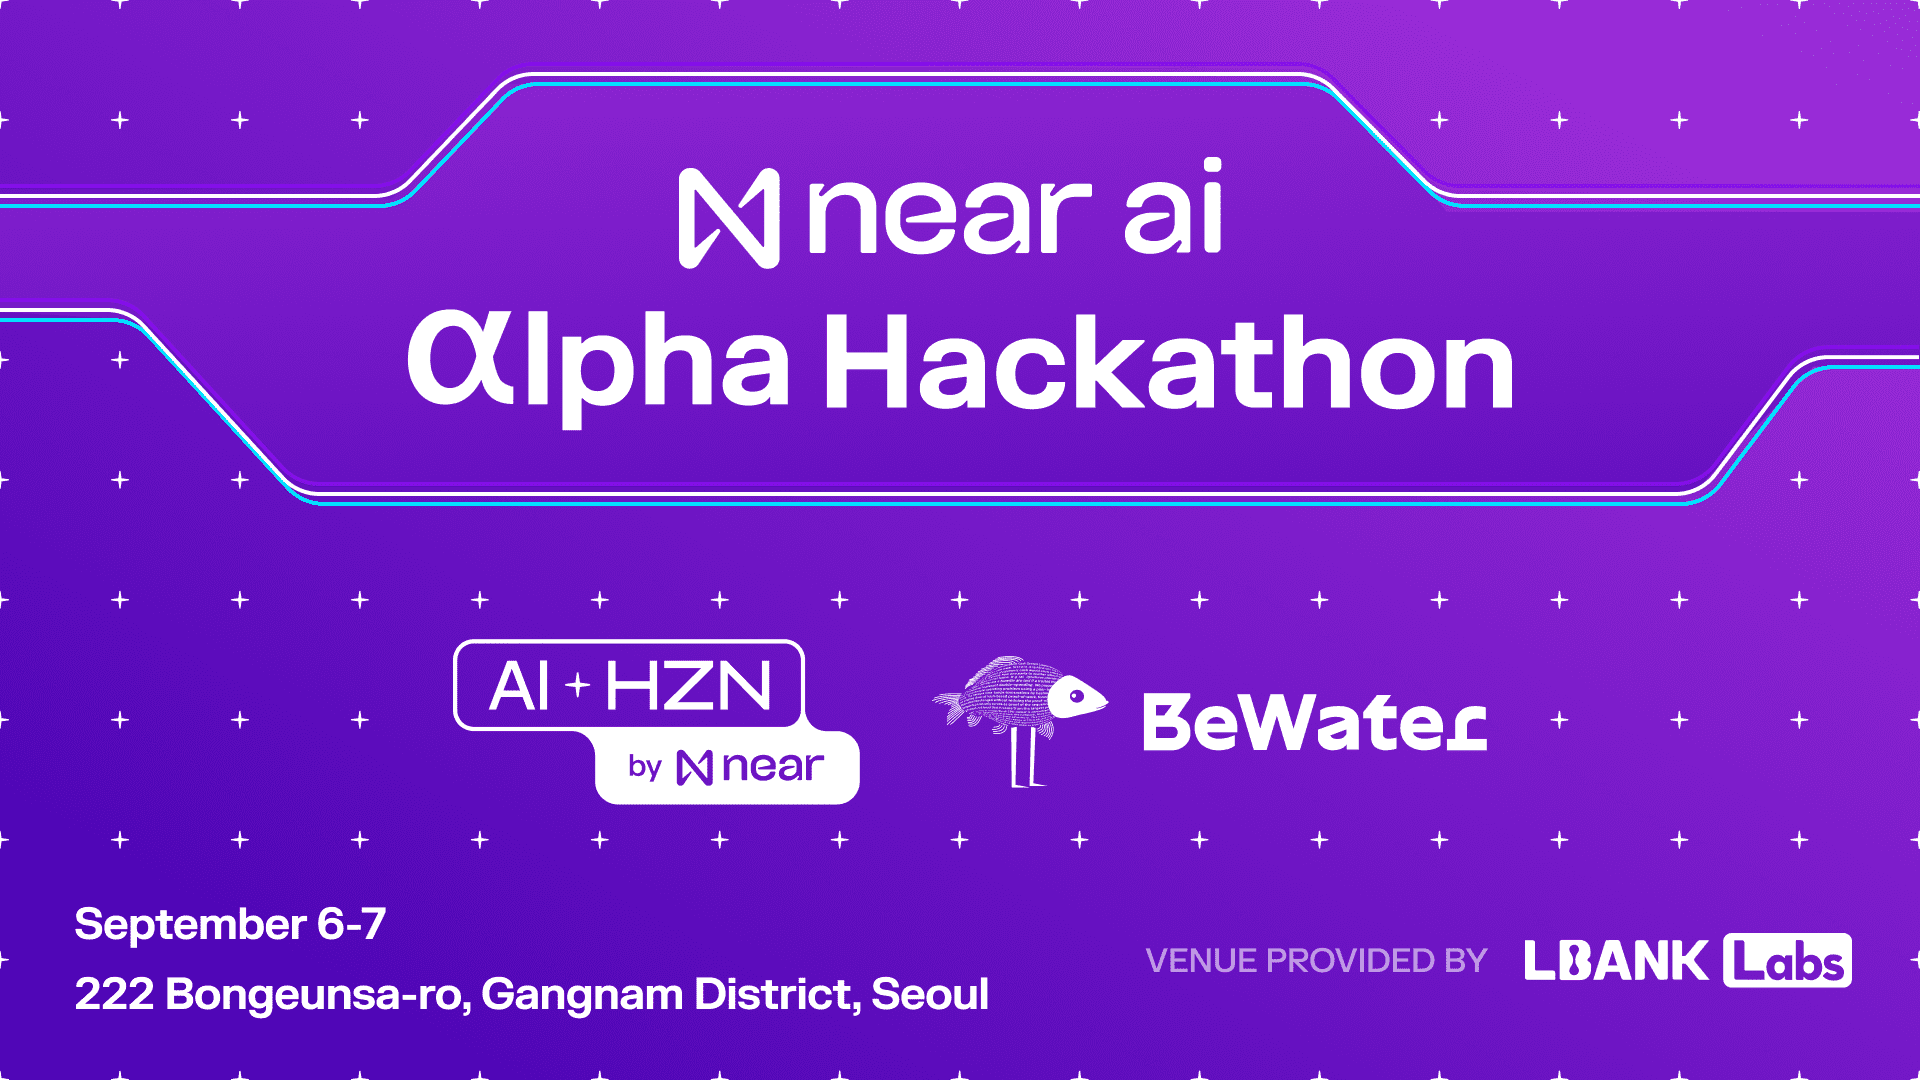 near ai
αlpha Hackathon
AI + HZN
by near
BeWater
September 6-7
222 Bongeunsa-ro, Gangnam District, Seoul
VENUE PROVIDED BY LBANK Labs